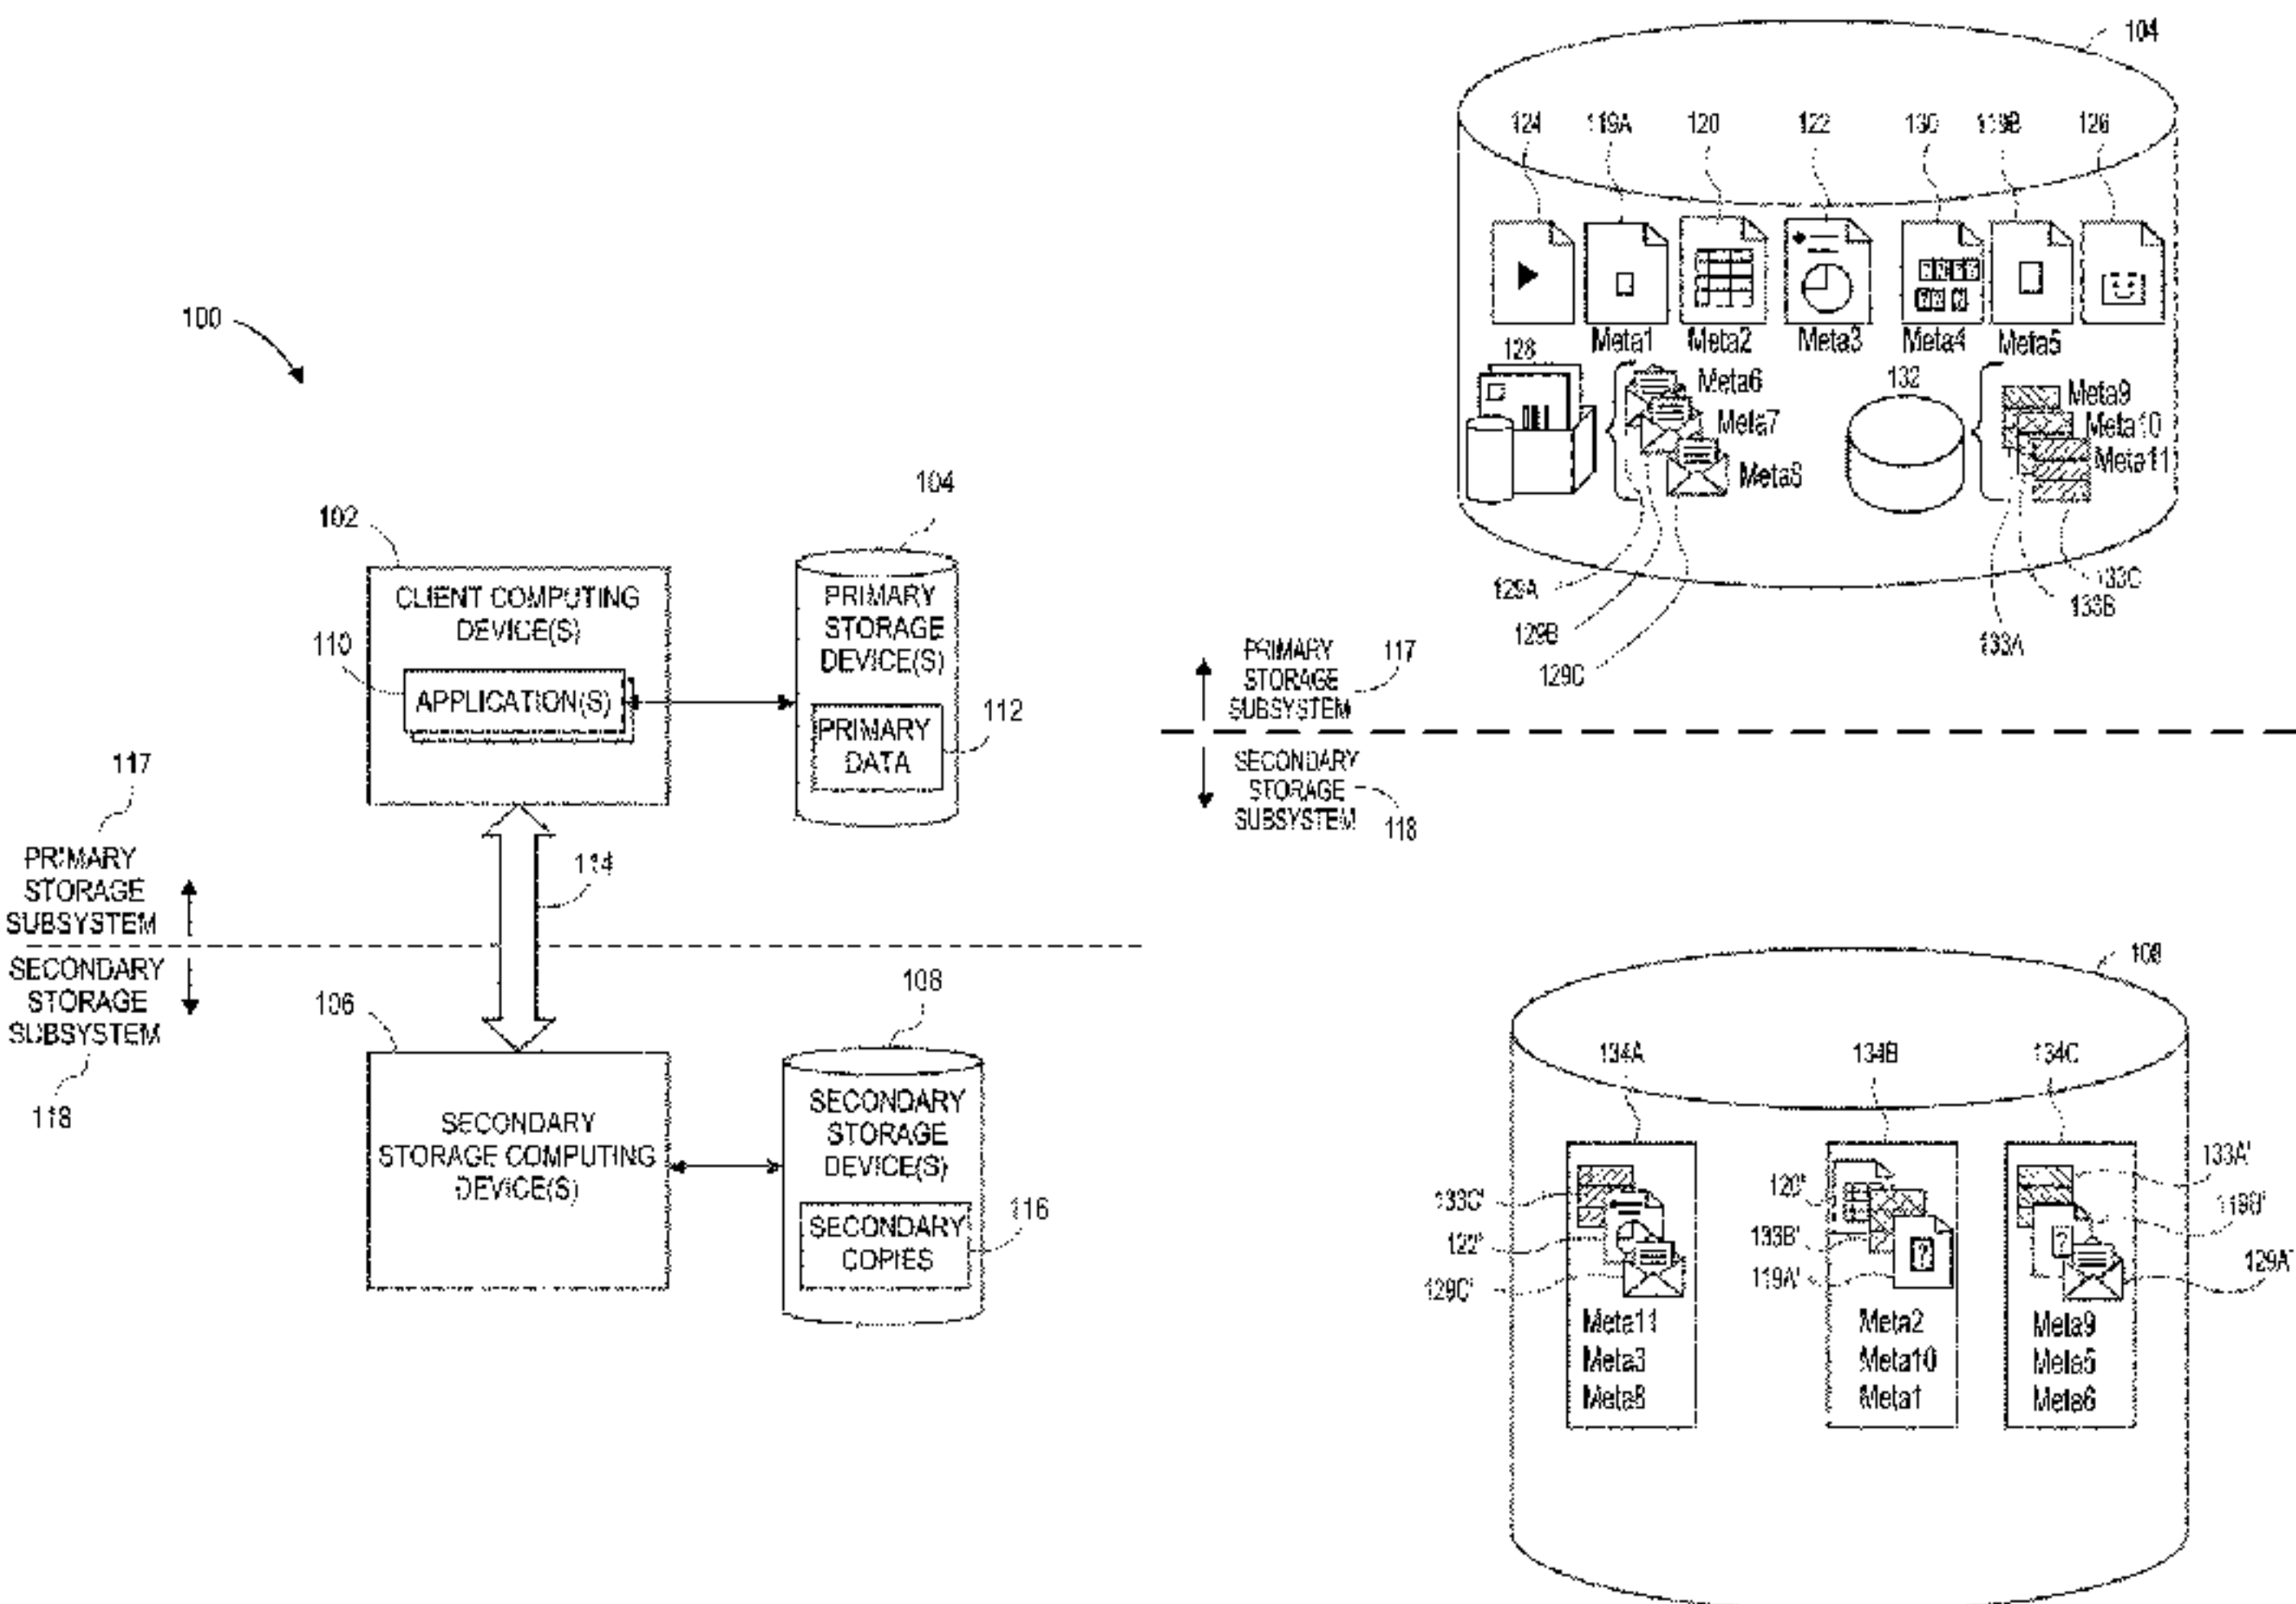 100
102
CLIENT COMPUTING
DEVICE(S)
110
APPLICATION(S)
104
PRIMARY
STORAGE
DEVICE(S)
PRIMARY
DATA
112
117
PRIMARY
STORAGE
SUBSYSTEM
114
SECONDARY
STORAGE
SUBSYSTEM
118
106
SECONDARY
STORAGE COMPUTING
DEVICE(S)
108
SECONDARY
STORAGE
DEVICE(S)
SECONDARY
COPIES
116
104
124 119A 120 122 130 119B 126
Meta1 Meta2 Meta3 Meta4 Meta5
128
Meta6
Meta7
Meta8
132
Meta9
Meta10
Meta11
129A
129B
129C
133C
133B
133A
PRIMARY
STORAGE
SUBSYSTEM
117
SECONDARY
STORAGE
SUBSYSTEM
118
108
134A 134B 134C
133C'
122'
129C'
Meta11
Meta3
Meta8
120'
133B'
119A'
?
Meta2
Meta10
Meta1
133A'
119B'
129A'
?
Meta9
Meta5
Meta6